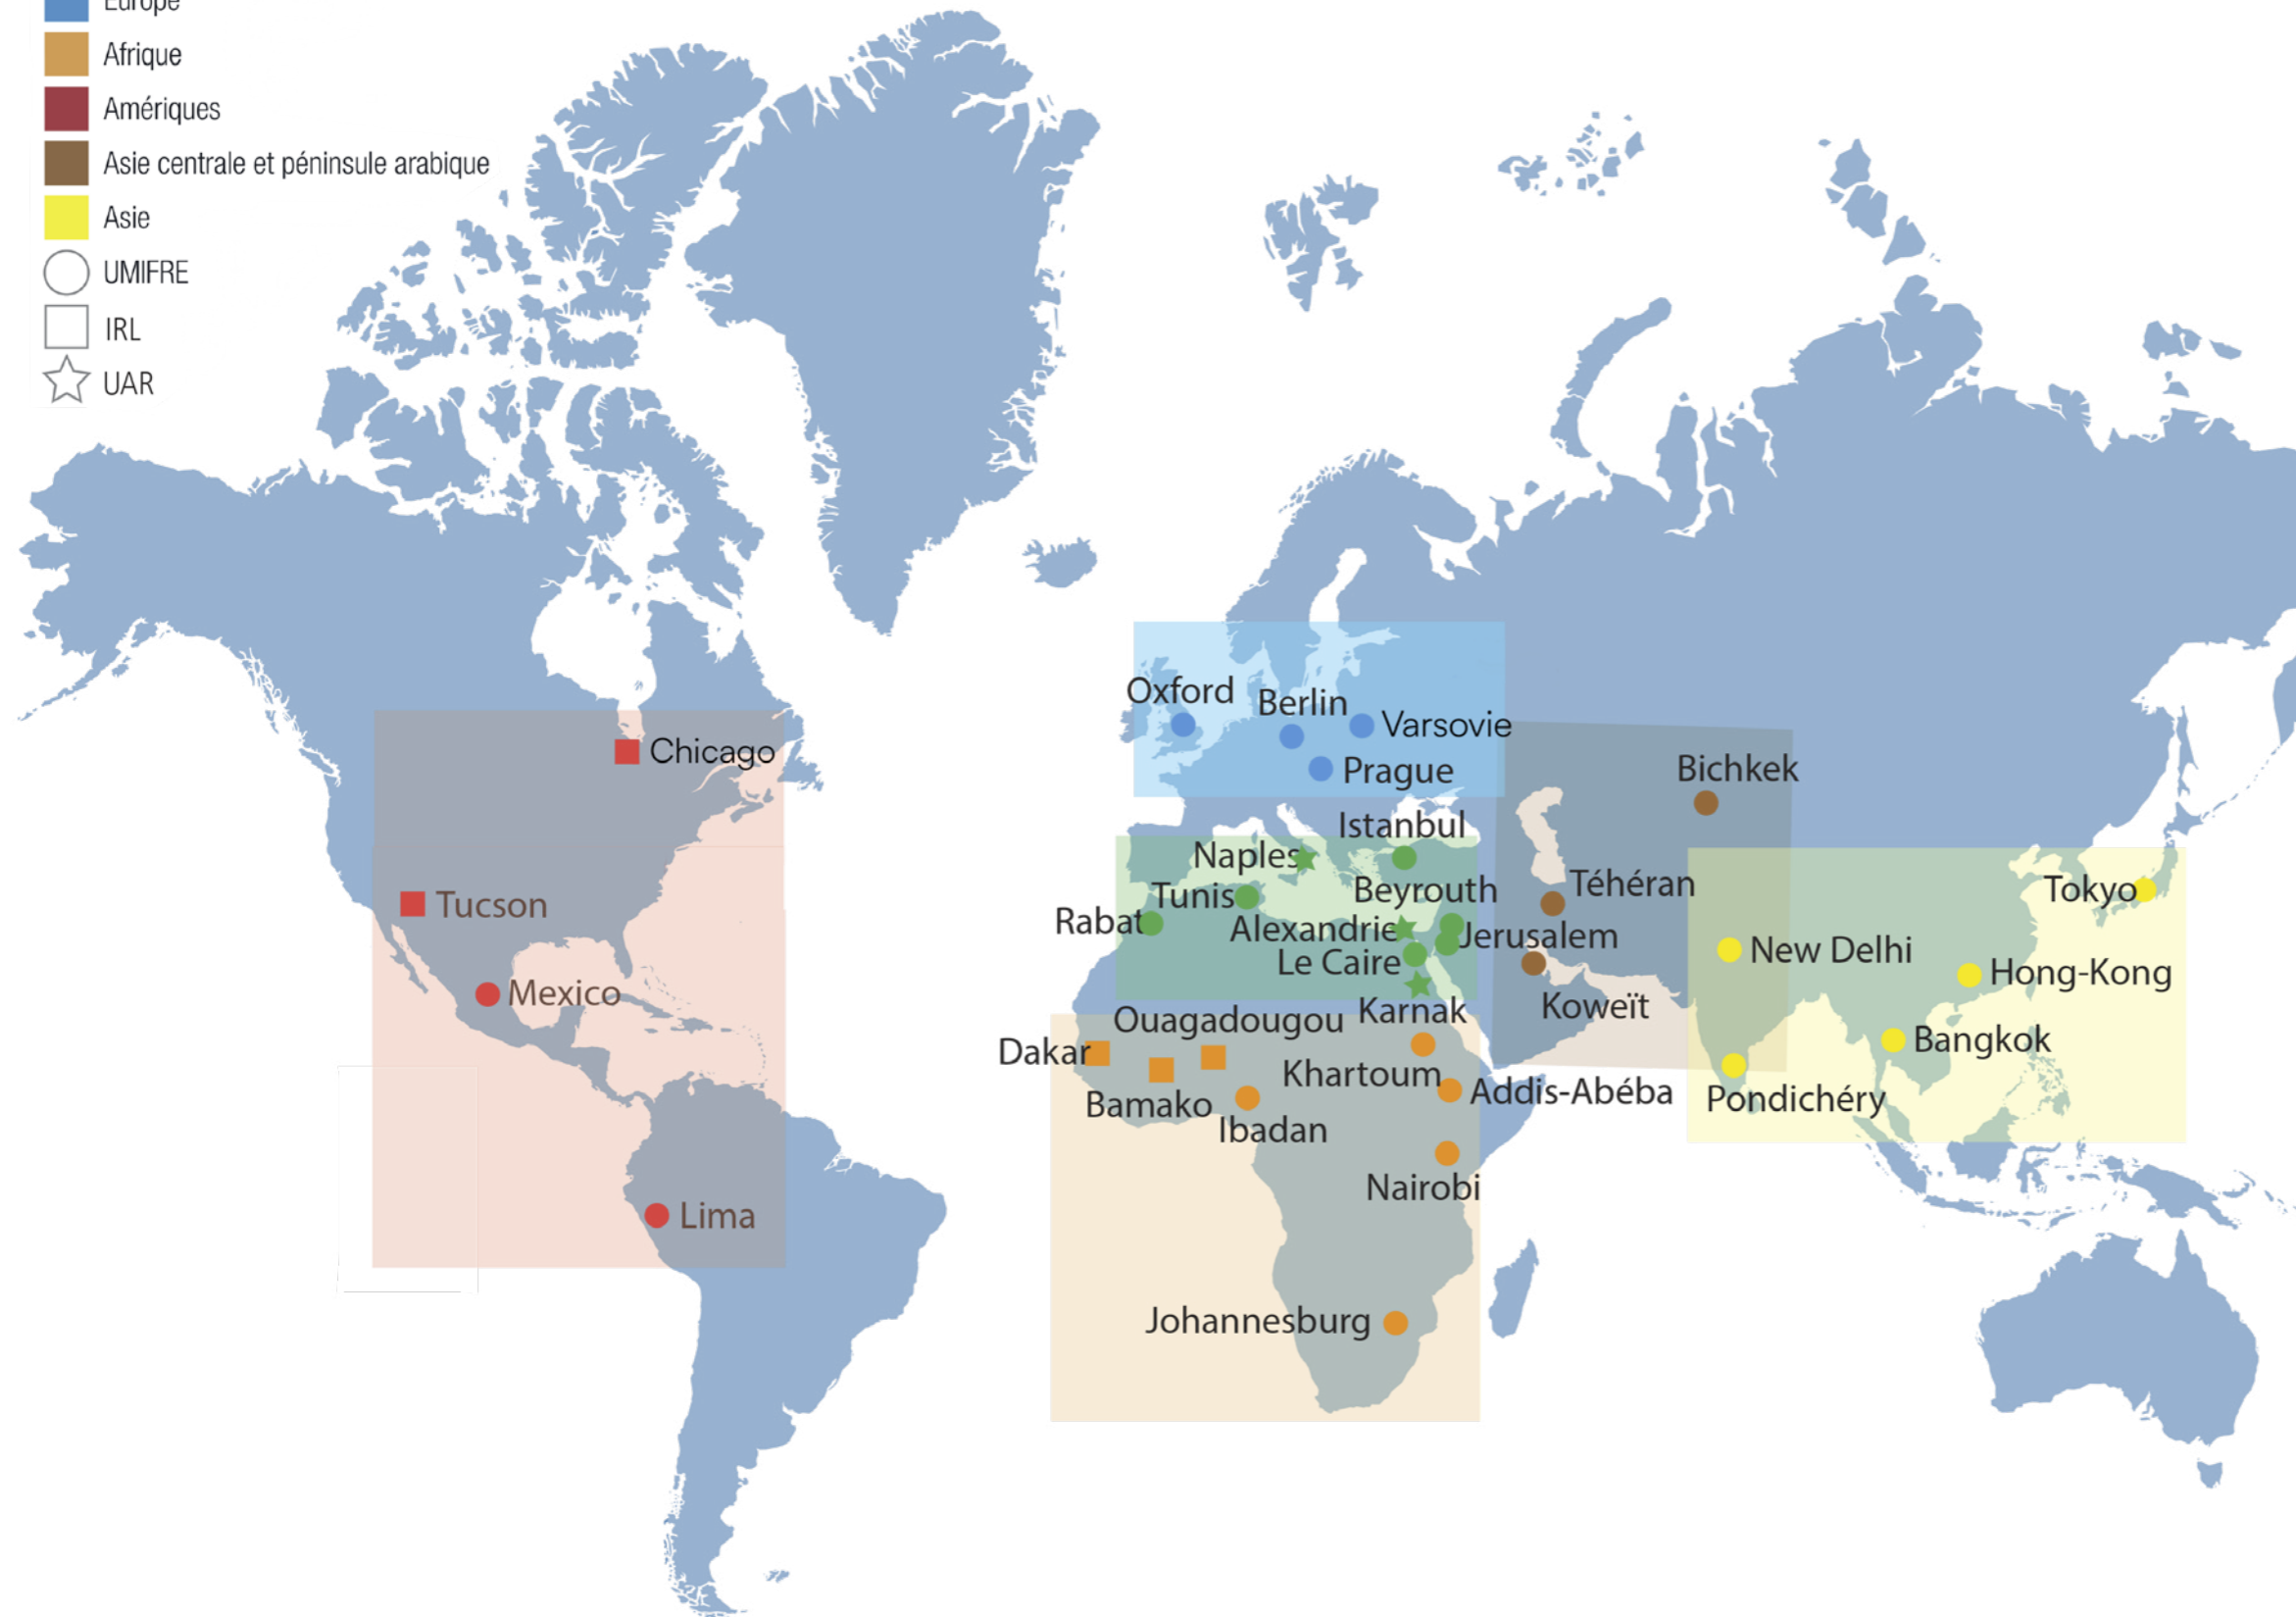 Europe
Afrique
Amériques
Asie centrale et péninsule arabique
Asie
UMIFRE
IRL
UAR
Oxford
Berlin
Varsovie
Prague
Chicago
Bichkek
Istanbul
Naples
Téhéran
Tunis
Beyrouth
Tokyo
Tucson
Rabat
Alexandrie
Jerusalem
New Delhi
Le Caire
Hong-Kong
Mexico
Koweït
Karnak
Ouagadougou
Dakar
Bangkok
Khartoum
Addis-Abéba
Bamako
Pondichéry
Ibadan
Nairobi
Lima
Johannesburg